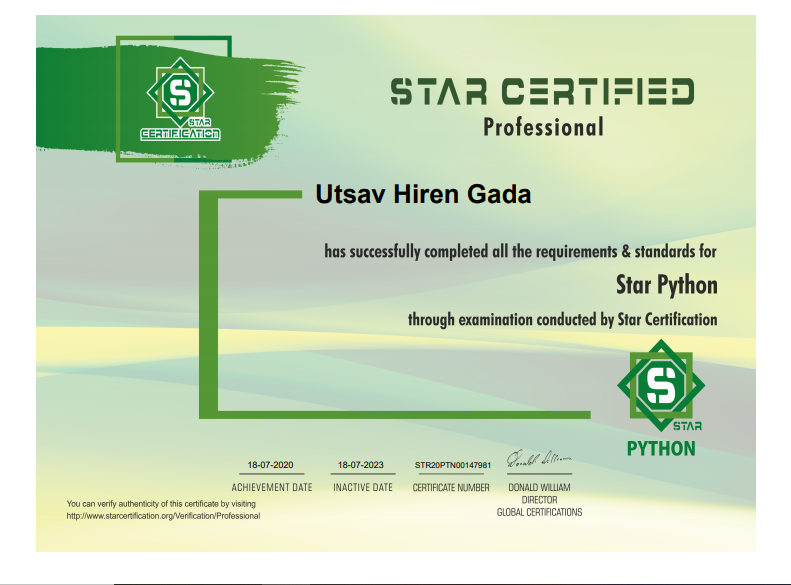 S
STAR
CERTIFICATION
STAR CERTIFIED
Professional
Utsav Hiren Gada
has successfully completed all the requirements & standards for
Star Python
through examination conducted by Star Certification
S
STAR
PYTHON
18-07-2020 18-07-2023 STR20PTN00147981 Donald William
ACHIEVEMENT DATE INACTIVE DATE CERTIFICATE NUMBER DONALD WILLIAM
DIRECTOR
GLOBAL CERTIFICATIONS
You can verify authenticity of this certificate by visiting
http://www.starcertification.org/Verification/Professional